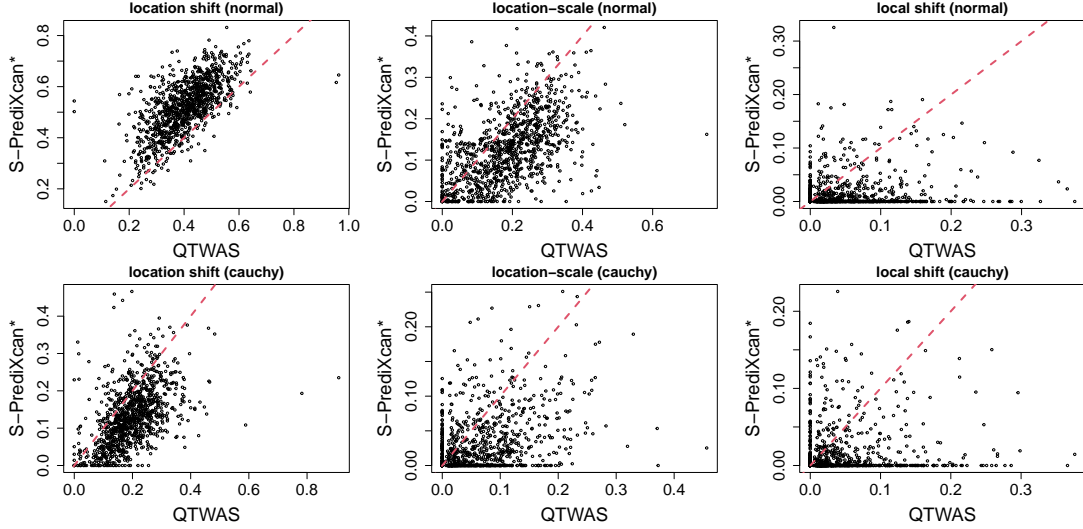 location shift (normal)
S−PrediXcan*
0.2 0.4 0.6 0.8
0.0 0.2 0.4 0.6 0.8 1.0
QTWAS
location−scale (normal)
S−PrediXcan*
0.0 0.1 0.2 0.3 0.4
0.0 0.2 0.4 0.6
QTWAS
local shift (normal)
S−PrediXcan*
0.00 0.10 0.20 0.30
0.0 0.1 0.2 0.3
QTWAS
location shift (cauchy)
S−PrediXcan*
0.0 0.1 0.2 0.3 0.4
0.0 0.2 0.4 0.6 0.8
QTWAS
location−scale (cauchy)
S−PrediXcan*
0.00 0.10 0.20
0.0 0.1 0.2 0.3 0.4
QTWAS
local shift (cauchy)
S−PrediXcan*
0.00 0.10 0.20
0.0 0.1 0.2 0.3
QTWAS